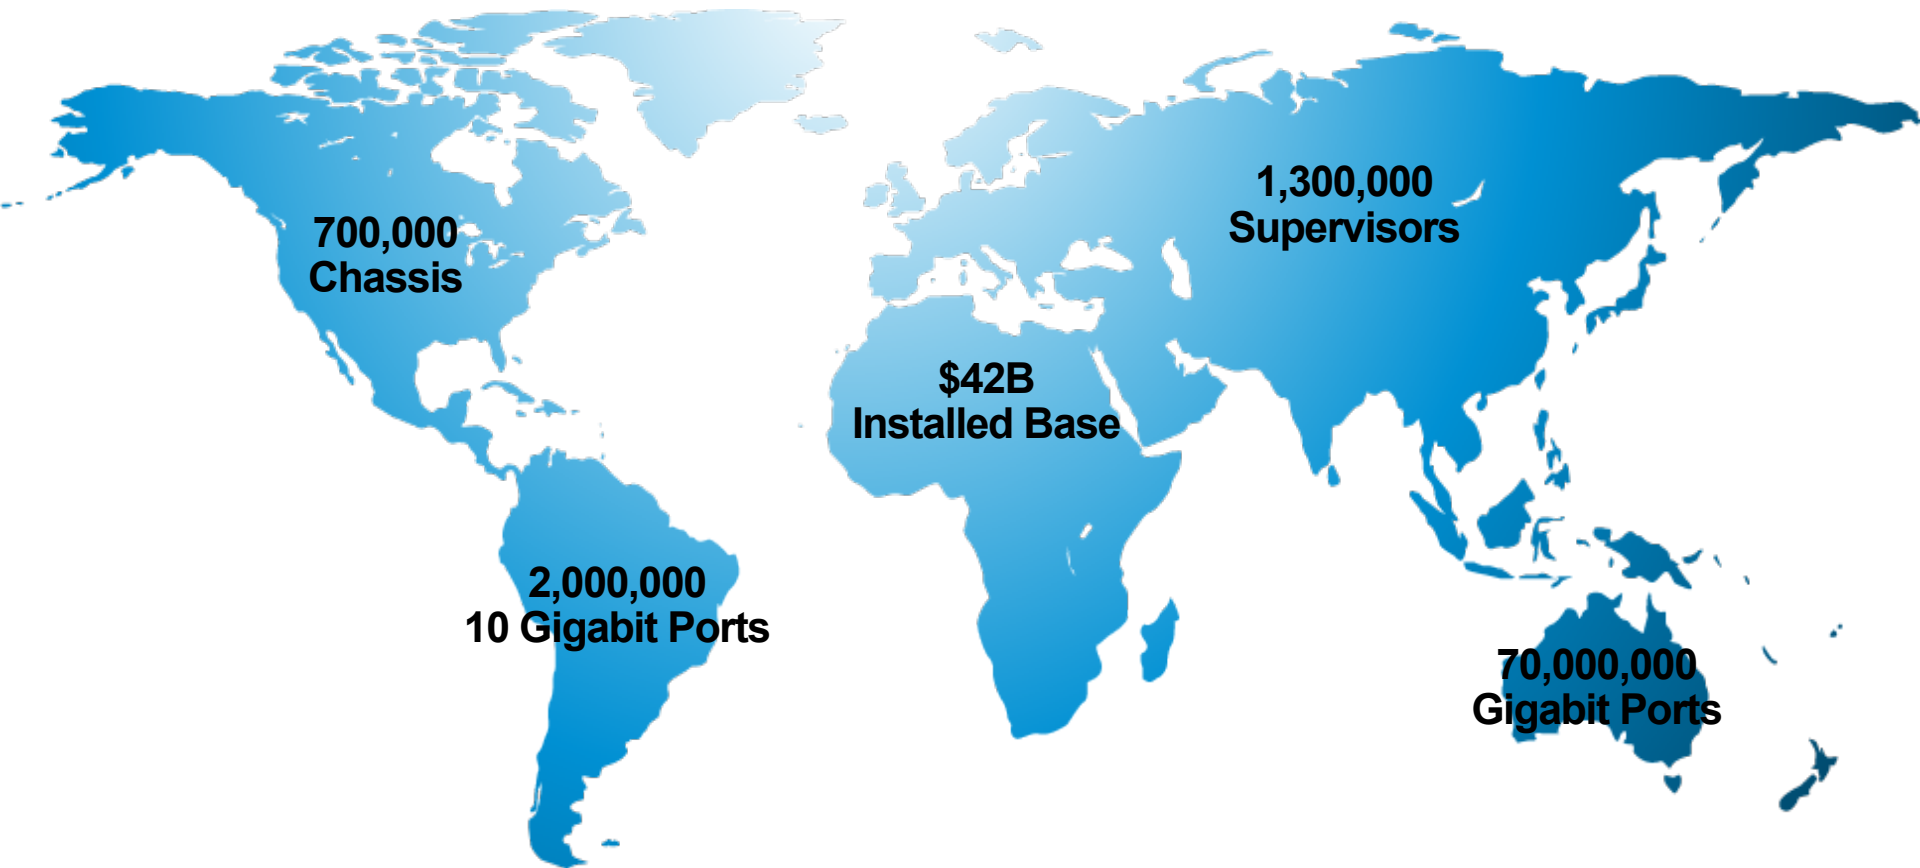 1,300,000
Supervisors
700,000
Chassis
$42B
Installed Base
2,000,000
10 Gigabit Ports
70,000,000
Gigabit Ports